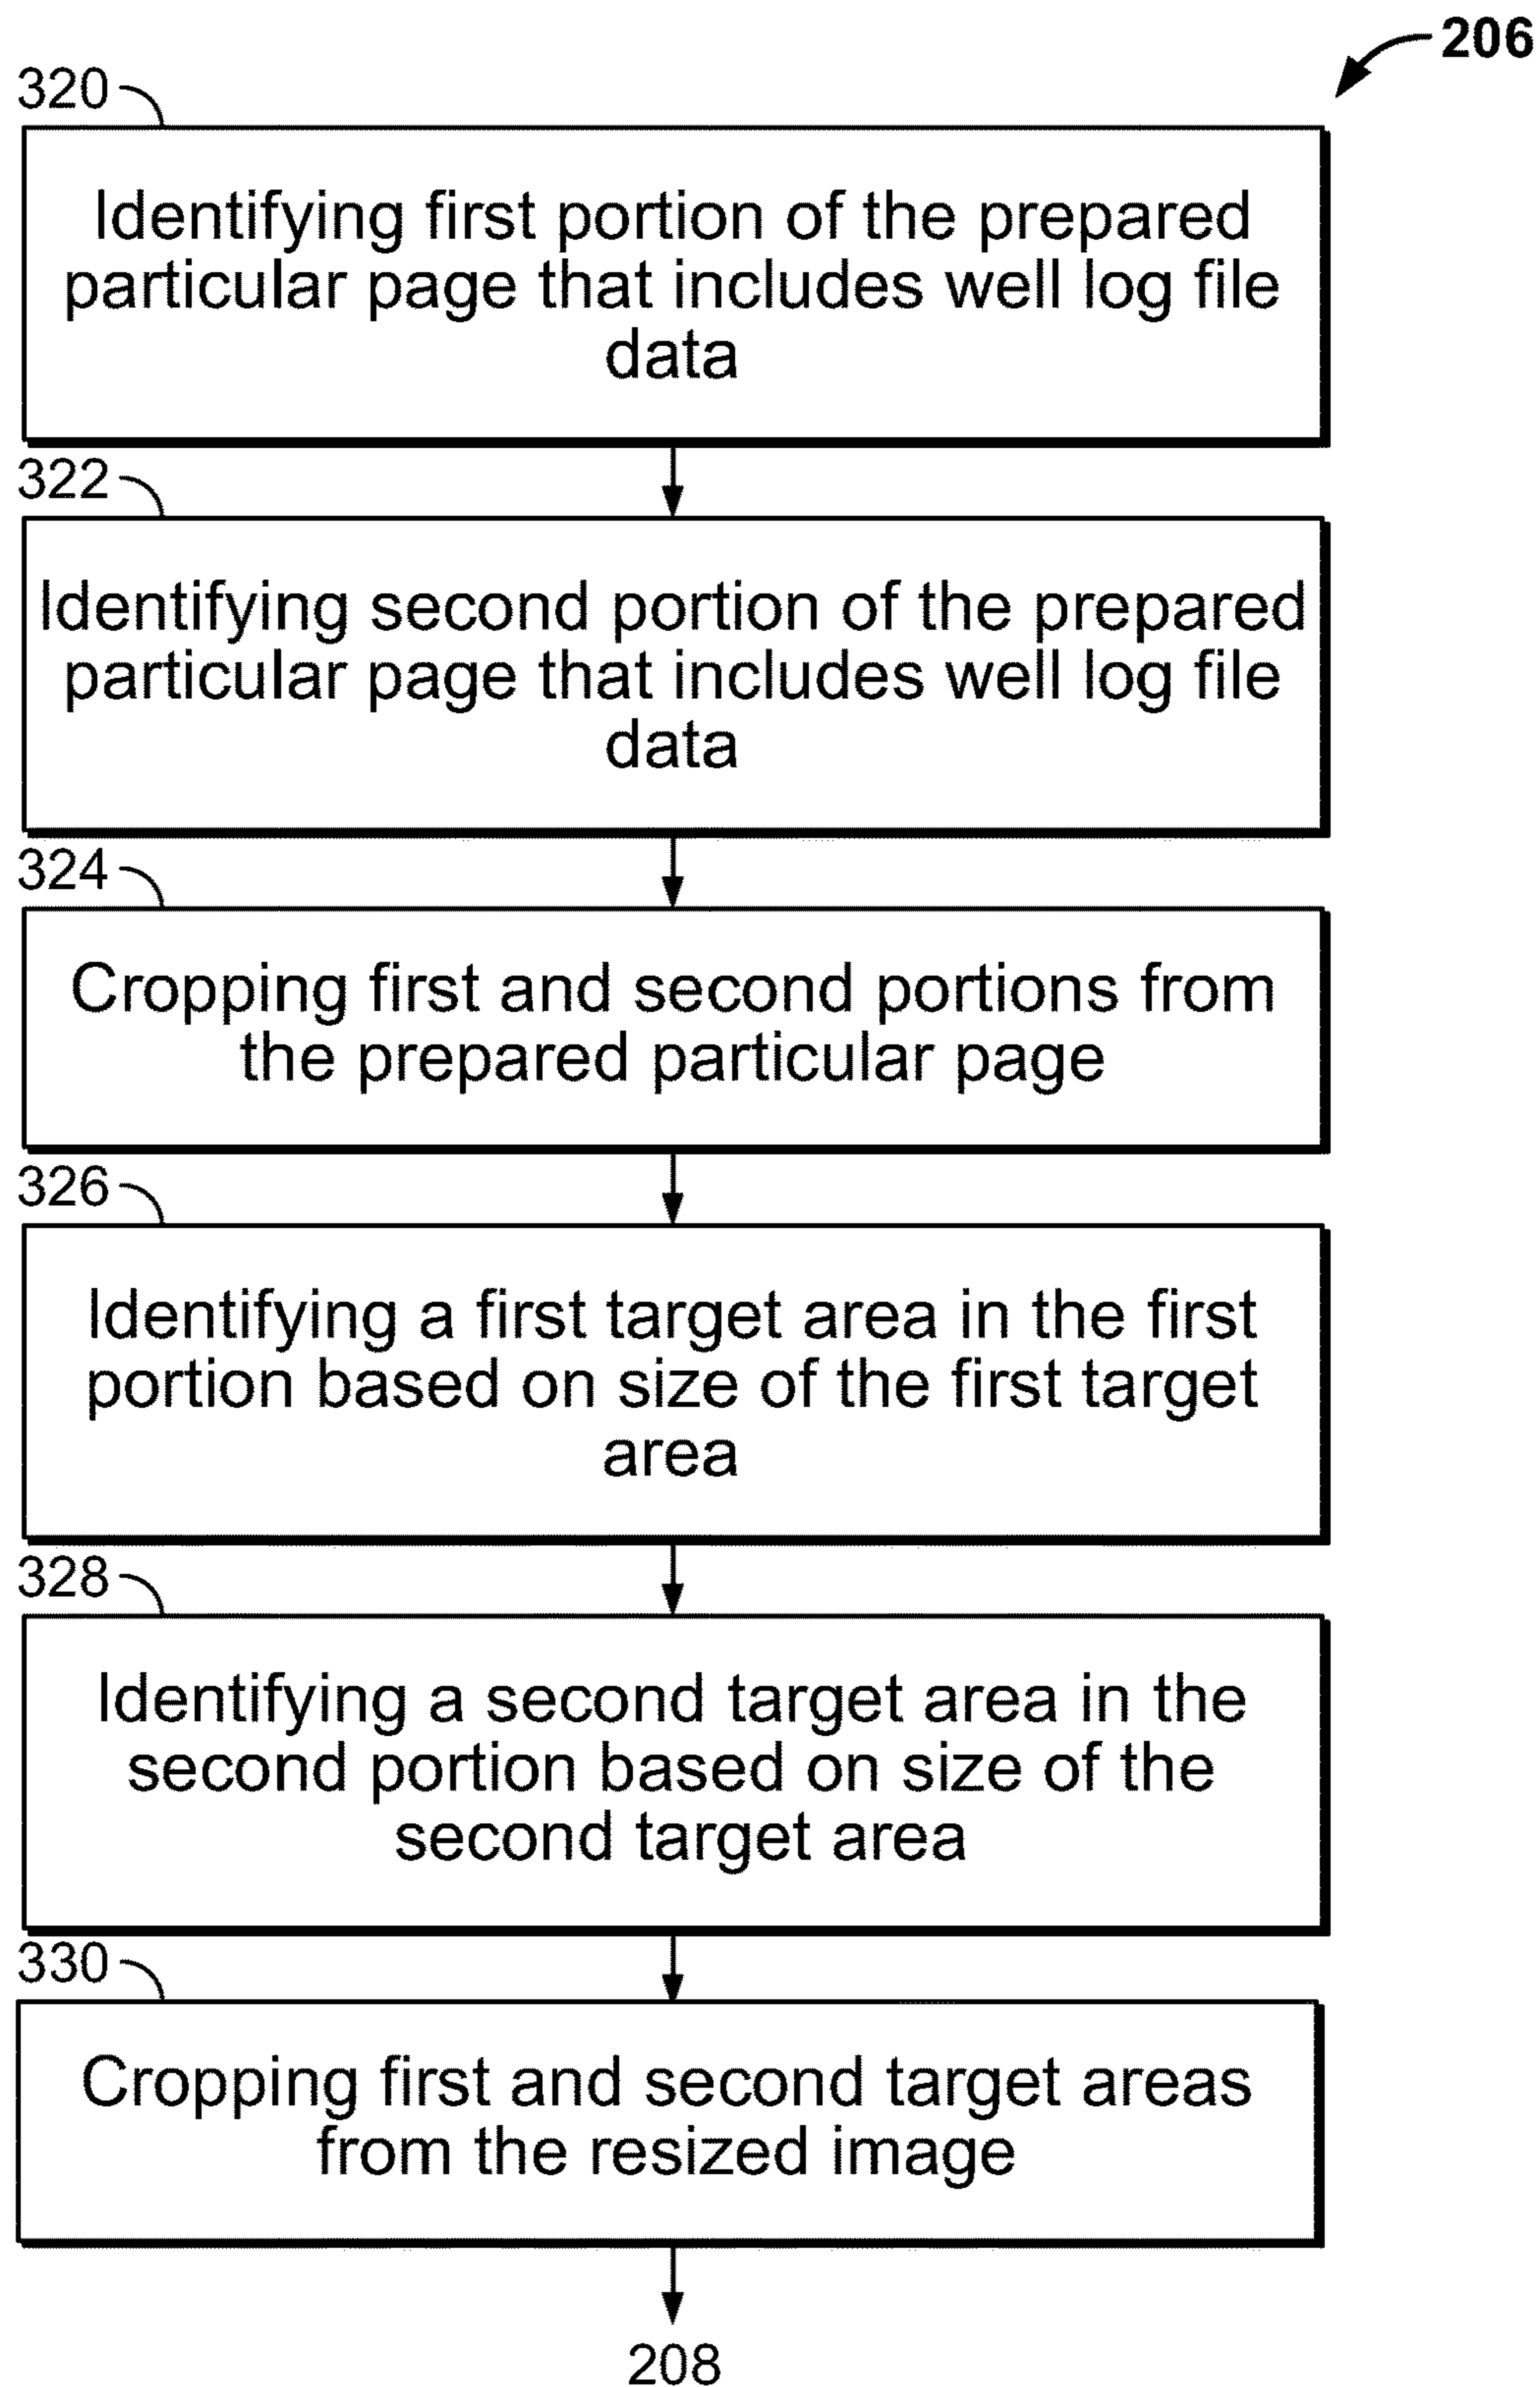 206
320
Identifying first portion of the prepared
particular page that includes well log file
data
322
Identifying second portion of the prepared
particular page that includes well log file
data
324
Cropping first and second portions from
the prepared particular page
326
Identifying a first target area in the first
portion based on size of the first target
area
328
Identifying a second target area in the
second portion based on size of the
second target area
330
Cropping first and second target areas
from the resized image
208